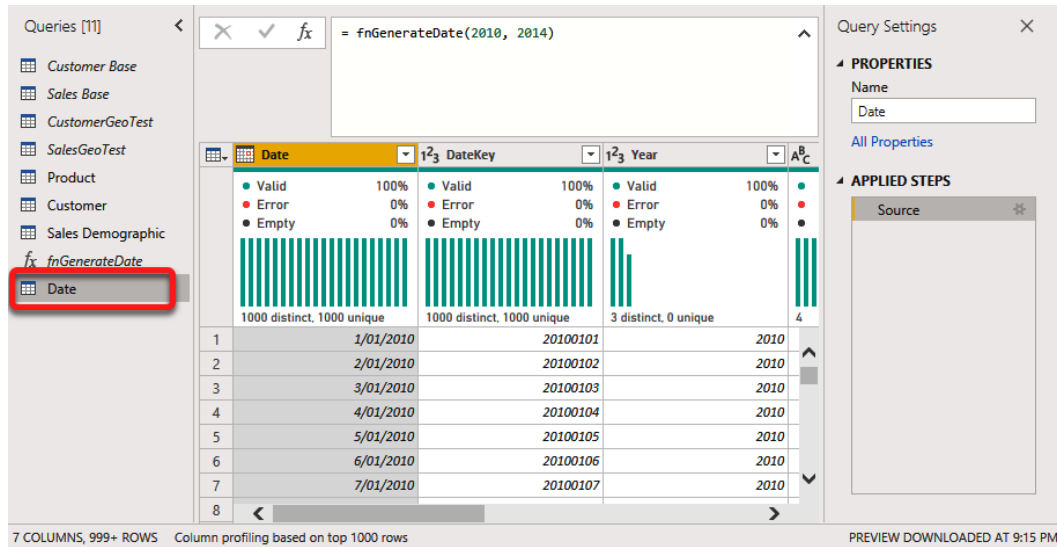 Queries [11]
Customer Base
Sales Base
CustomerGeoTest
SalesGeoTest
Product
Customer
Sales Demographic
fx fnGenerateDate
Date
fx
= fnGenerateDate(2010, 2014)
Date 1²3 DateKey 1²3 Year ABC
Valid 100% Valid 100% Valid 100%
Error 0% Error 0% Error 0%
Empty 0% Empty 0% Empty 0%
1000 distinct, 1000 unique 1000 distinct, 1000 unique 3 distinct, 0 unique 4
1 1/01/2010 20100101 2010
2 2/01/2010 20100102 2010
3 3/01/2010 20100103 2010
4 4/01/2010 20100104 2010
5 5/01/2010 20100105 2010
6 6/01/2010 20100106 2010
7 7/01/2010 20100107 2010
8
Query Settings
PROPERTIES
Name
Date
All Properties
APPLIED STEPS
Source
7 COLUMNS, 999+ ROWS Column profiling based on top 1000 rows PREVIEW DOWNLOADED AT 9:15 PM